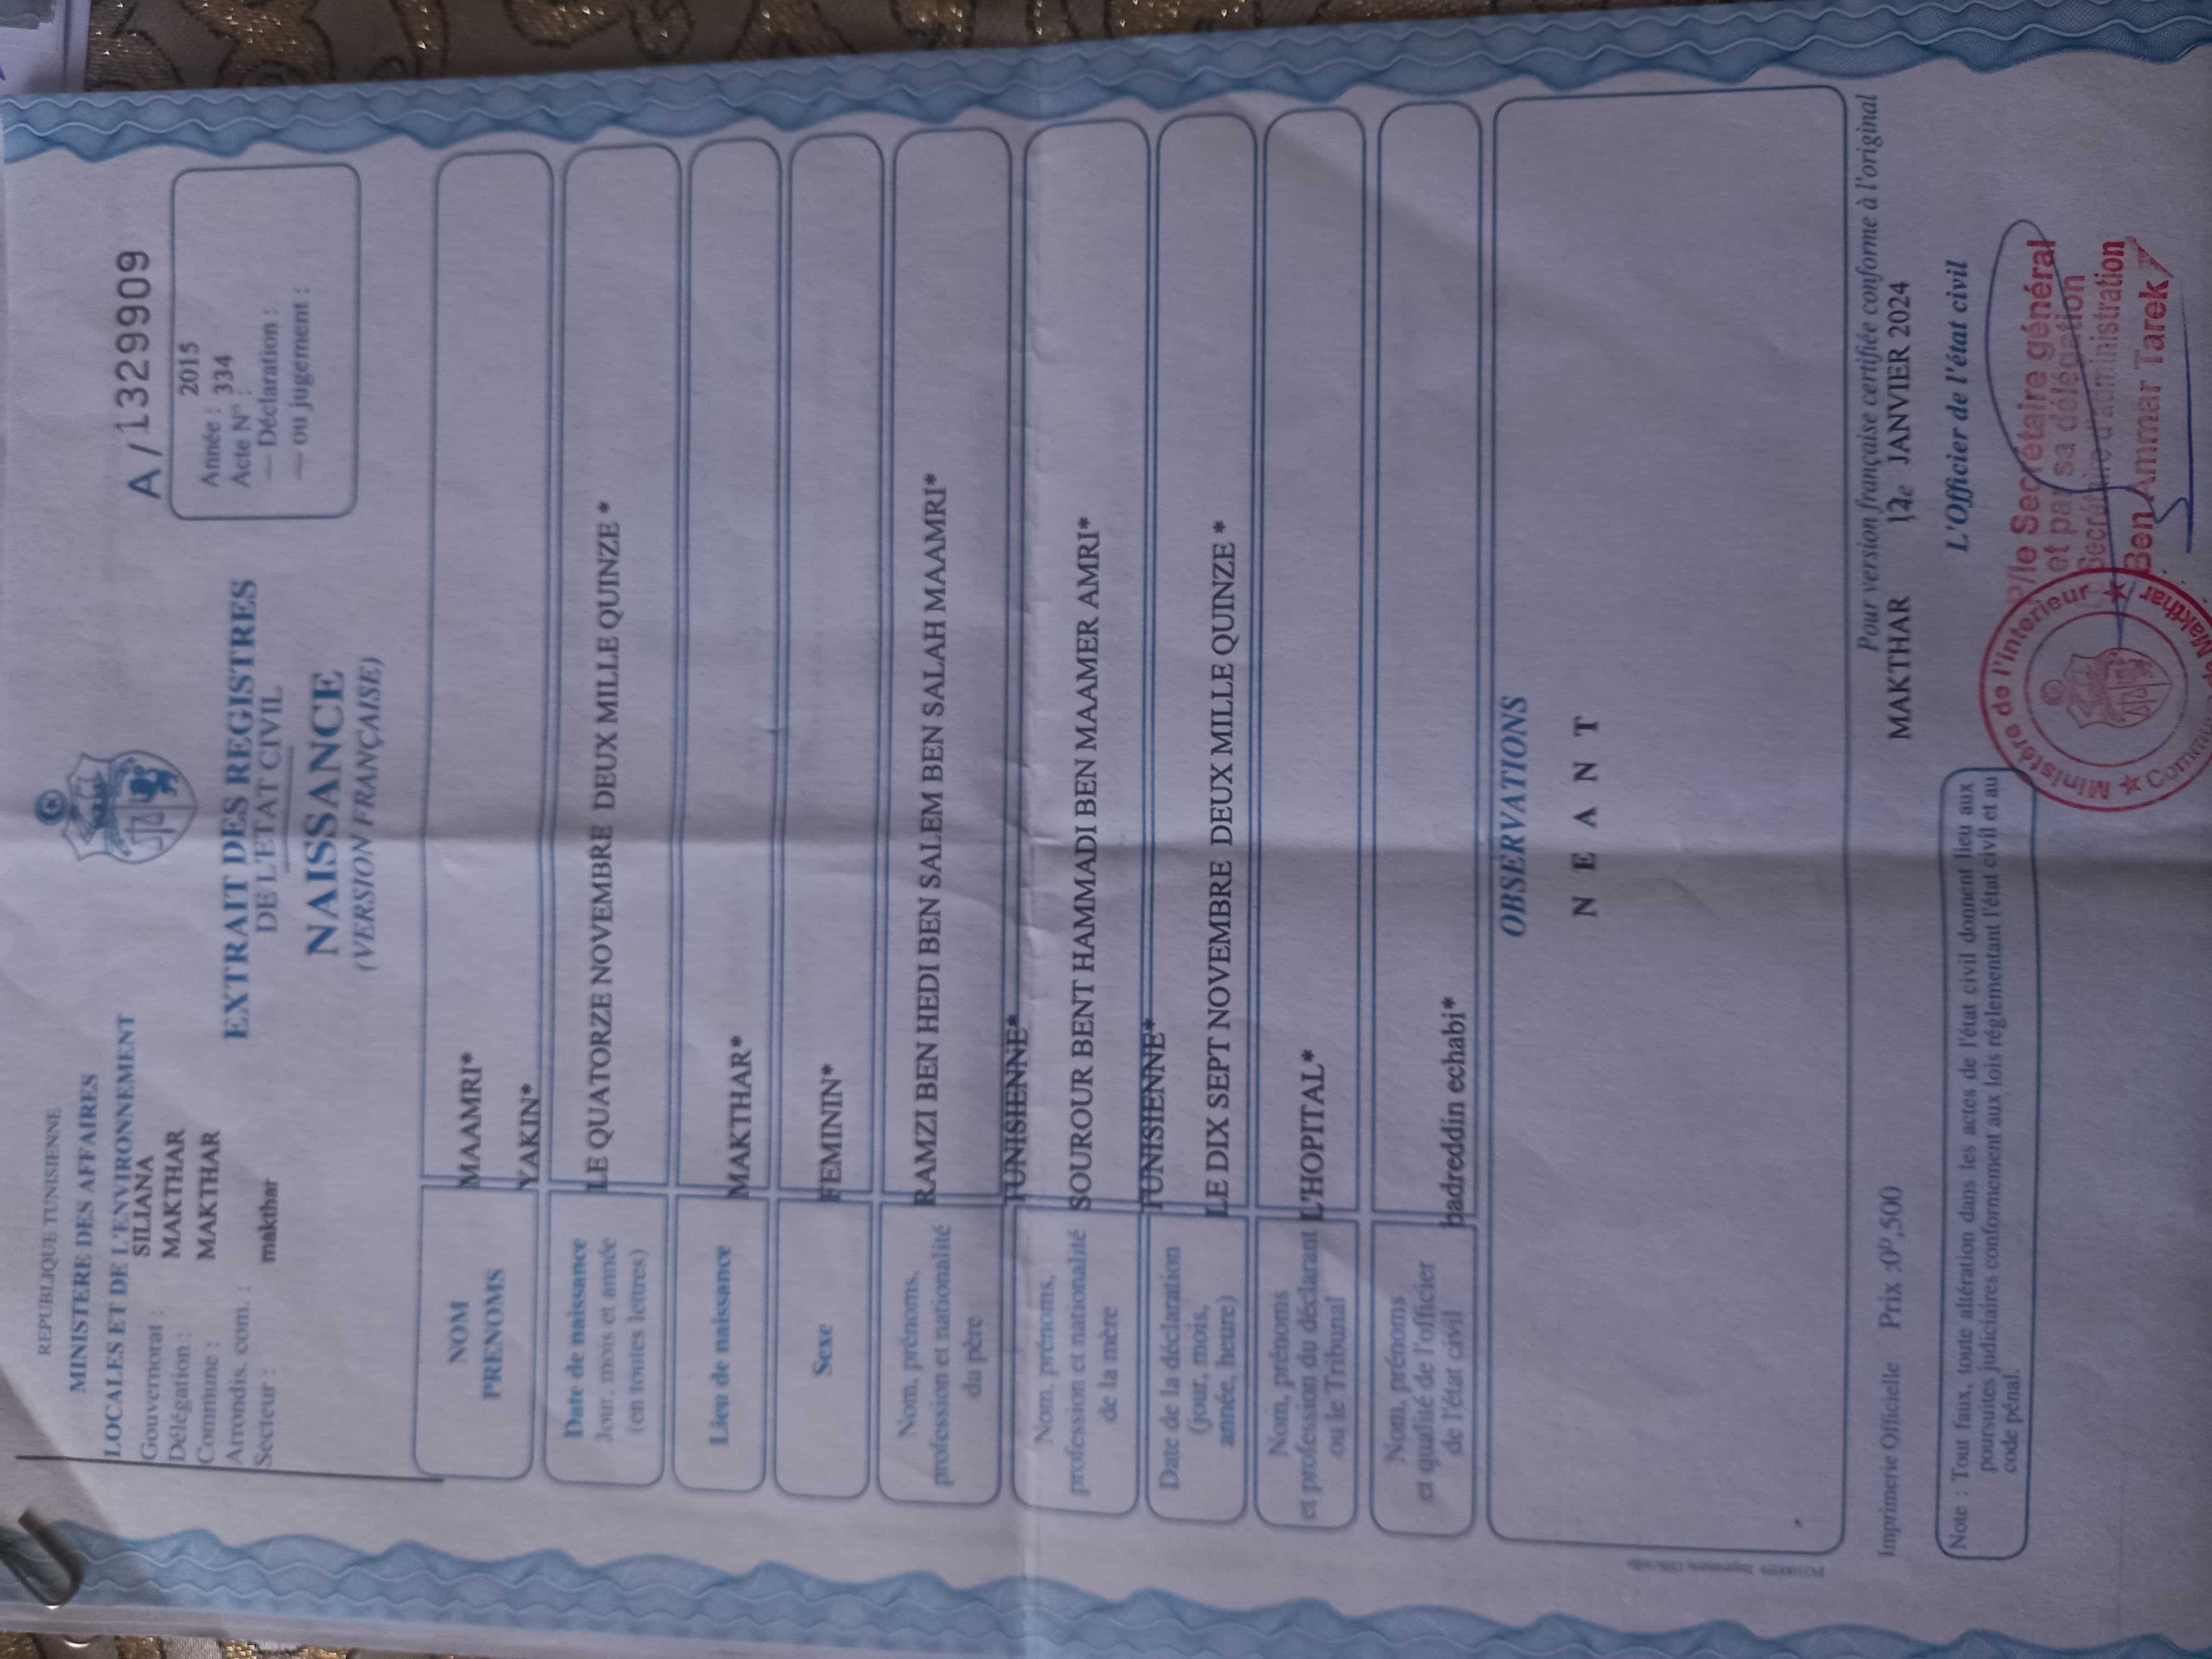 REPUBLIQUE TUNISIENNE
MINISTERE DES AFFAIRES
LOCALES ET DE L'ENVIRONNEMENT
Gouvernorat : SILIANA
Délégation : MAKTHAR
Commune : MAKTHAR
Arrondis. com. :
Secteur : makthar
A/1329909
Année : 2015
Acte N° : 334
— Déclaration :
— ou jugement :
EXTRAIT DES REGISTRES
DE L'ETAT CIVIL
NAISSANCE
(VERSION FRANÇAISE)
NOM MAAMRI*
PRENOMS YAKIN*
Date de naissance
Jour, mois et année
(en toutes lettres)
LE QUATORZE NOVEMBRE DEUX MILLE QUINZE *
Lieu de naissance MAKTHAR*
Sexe FEMININ*
Nom, prénoms,
profession et nationalité
du père
RAMZI BEN HEDI BEN SALEM BEN SALAH MAAMRI*
TUNISIENNE*
Nom, prénoms,
profession et nationalité
de la mère
SOUROUR BENT HAMMADI BEN MAAMER AMRI*
TUNISIENNE*
Date de la déclaration
(jour, mois,
année, heure)
LE DIX SEPT NOVEMBRE DEUX MILLE QUINZE *
Nom, prénoms
et profession du déclarant
ou le Tribunal
L'HOPITAL*
Nom, prénoms
et qualité de l'officier
de l'état civil
badreddin echabi*
OBSERVATIONS
N E A N T
Imprimerie Officielle Prix :0ᴰ,500
Pour version française certifiée conforme à l'original
MAKTHAR le 12 JANVIER 2024
L'Officier de l'état civil
P/le Secrétaire général
et par sa délégation
Secrétaire d'administration
Ben Ammar Tarek
Ministère de l'Interieur
Makthar
Note : Tout faux, toute altération dans les actes de l'état civil donnent lieu aux
poursuites judiciaires conformement aux lois réglementant l'état civil et au
code pénal.